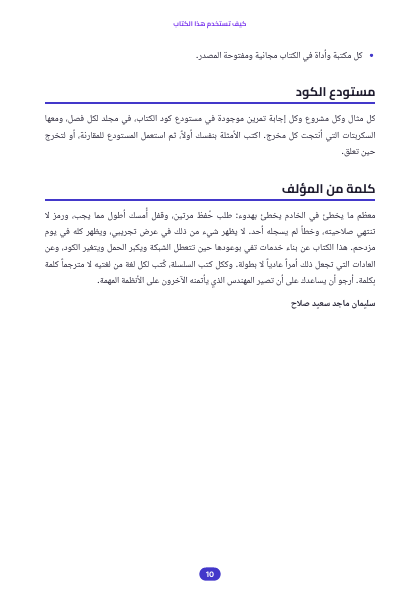 كيف تستخدم هذا الكتاب
• كل مكتبة وأداة في الكتاب مجانية ومفتوحة المصدر.
مستودع الكود
كل مثال وكل مشروع وكل إجابة تمرين موجودة في مستودع كود الكتاب، في مجلد لكل فصل، ومعها
السكربتات التي أنتجت كل مخرج. اكتب الأمثلة بنفسك أولاً، ثم استعمل المستودع للمقارنة، أو لتخرج
حين تعلق.
كلمة من المؤلف
معظم ما يخطئ في الخادم يخطئ بهدوء: طلب حُفظ مرتين، وقفل أُمسك أطول مما يجب، ورمز لا
تنتهي صلاحيته، وخطأ لم يسجله أحد. لا يظهر شيء من ذلك في عرض تجريبي، ويظهر كله في يوم
مزدحم. هذا الكتاب عن بناء خدمات تفي بوعودها حين تتعطل الشبكة ويكبر الحمل ويتغير الكود، وعن
العادات التي تجعل ذلك أمراً عادياً لا بطولة. وككل كتب السلسلة، كُتب لكل لغة من لغتيه لا مترجماً كلمة
بكلمة. أرجو أن يساعدك على أن تصير المهندس الذي يأتمنه الآخرون على الأنظمة المهمة.
سليمان ماجد سعيد صلاح
10